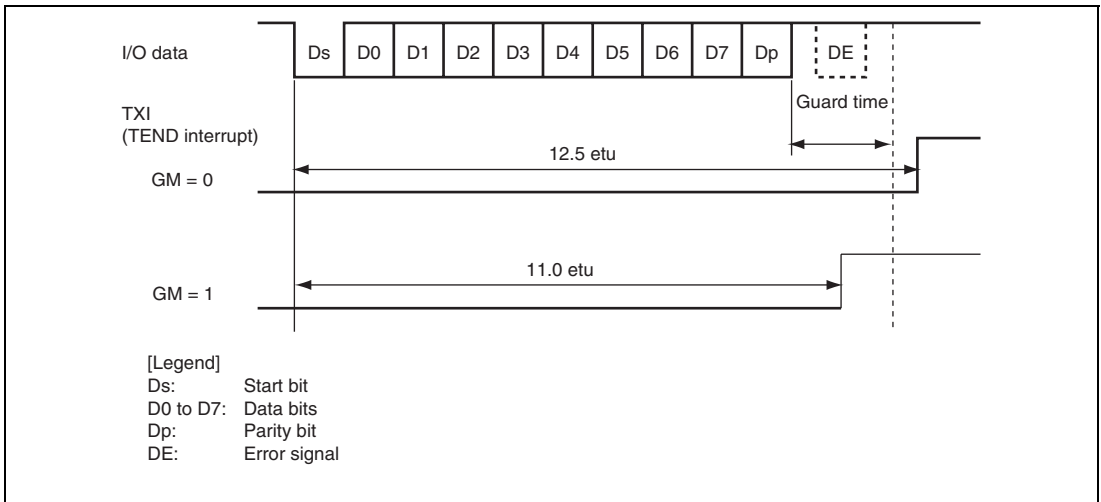 I/O data Ds D0 D1 D2 D3 D4 D5 D6 D7 Dp DE
Guard time
TXI
(TEND interrupt)
12.5 etu
GM = 0
11.0 etu
GM = 1
[Legend]
Ds: Start bit
D0 to D7: Data bits
Dp: Parity bit
DE: Error signal